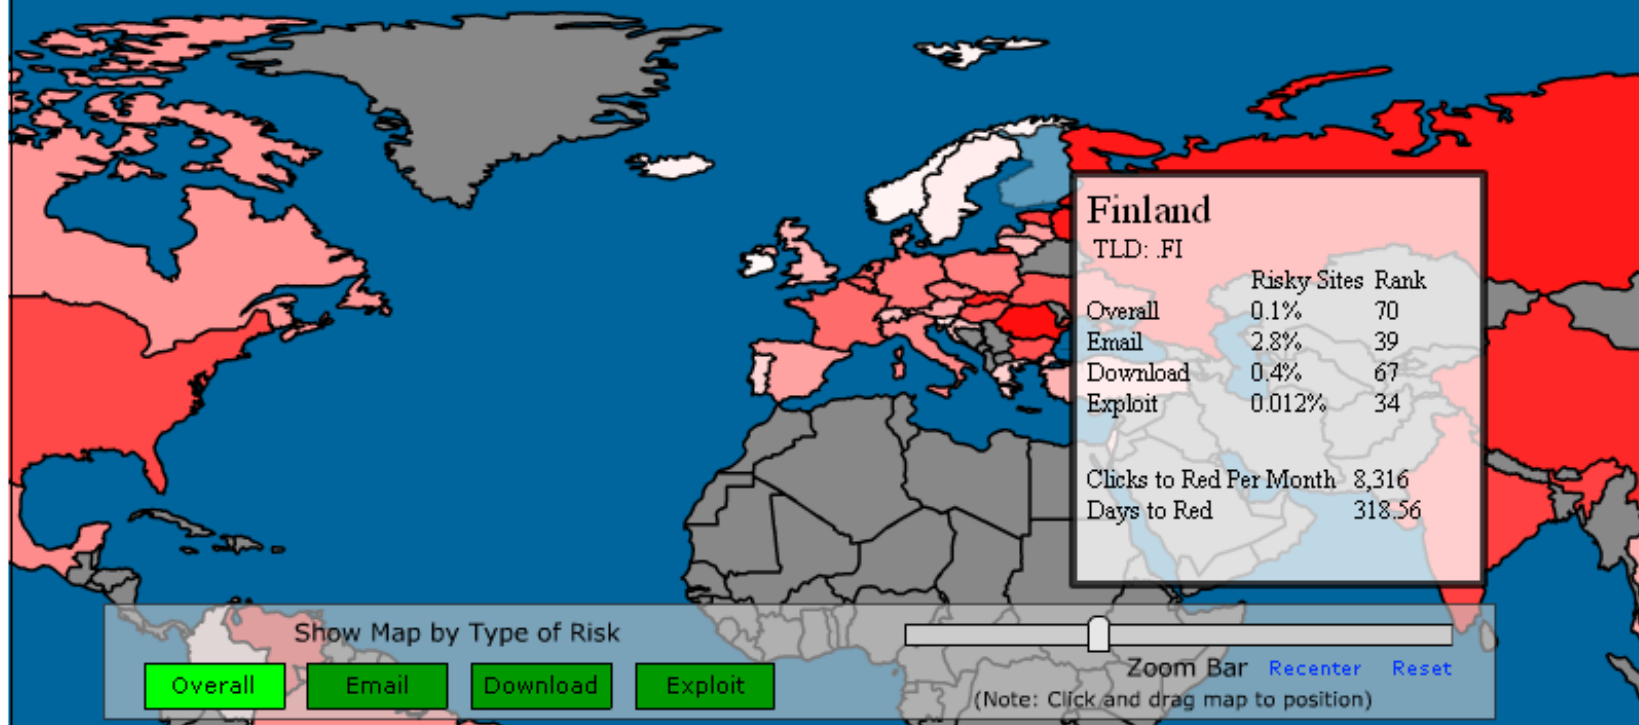 Finland
TLD: .FI
Risky Sites Rank
Overall 0.1% 70
Email 2.8% 39
Download 0.4% 67
Exploit 0.012% 34
Clicks to Red Per Month 8,316
Days to Red 318.56
Show Map by Type of Risk
Overall Email Download Exploit
Zoom Bar Recenter Reset
(Note: Click and drag map to position)